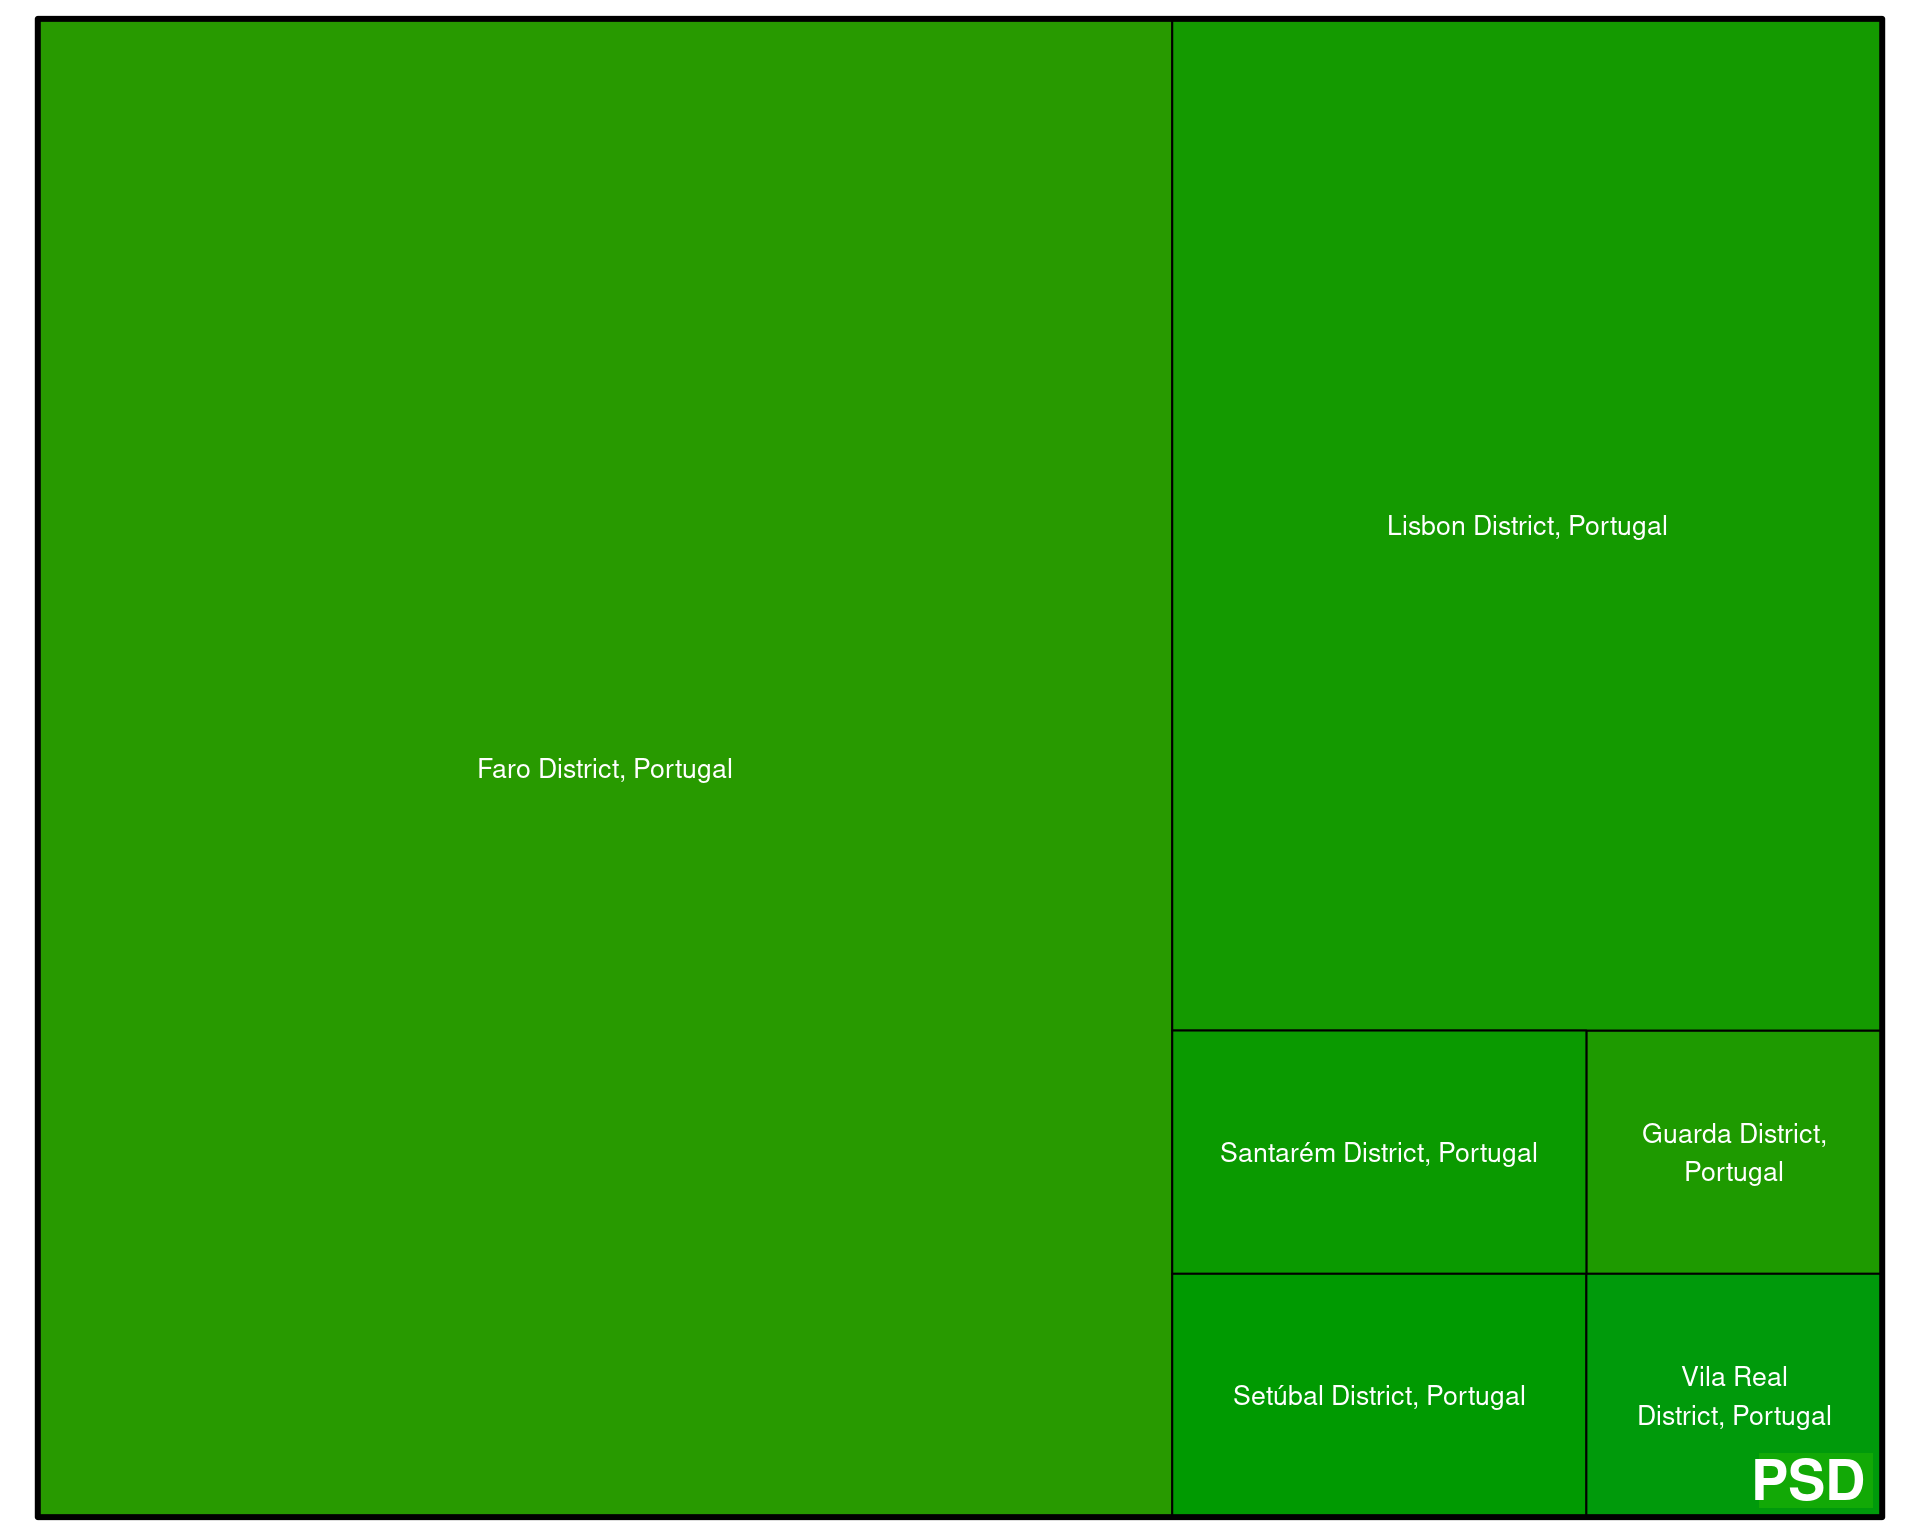 Faro District, Portugal
Lisbon District, Portugal
Santarém District, Portugal
Guarda District,
Portugal
Setúbal District, Portugal
Vila Real
District, Portugal
PSD